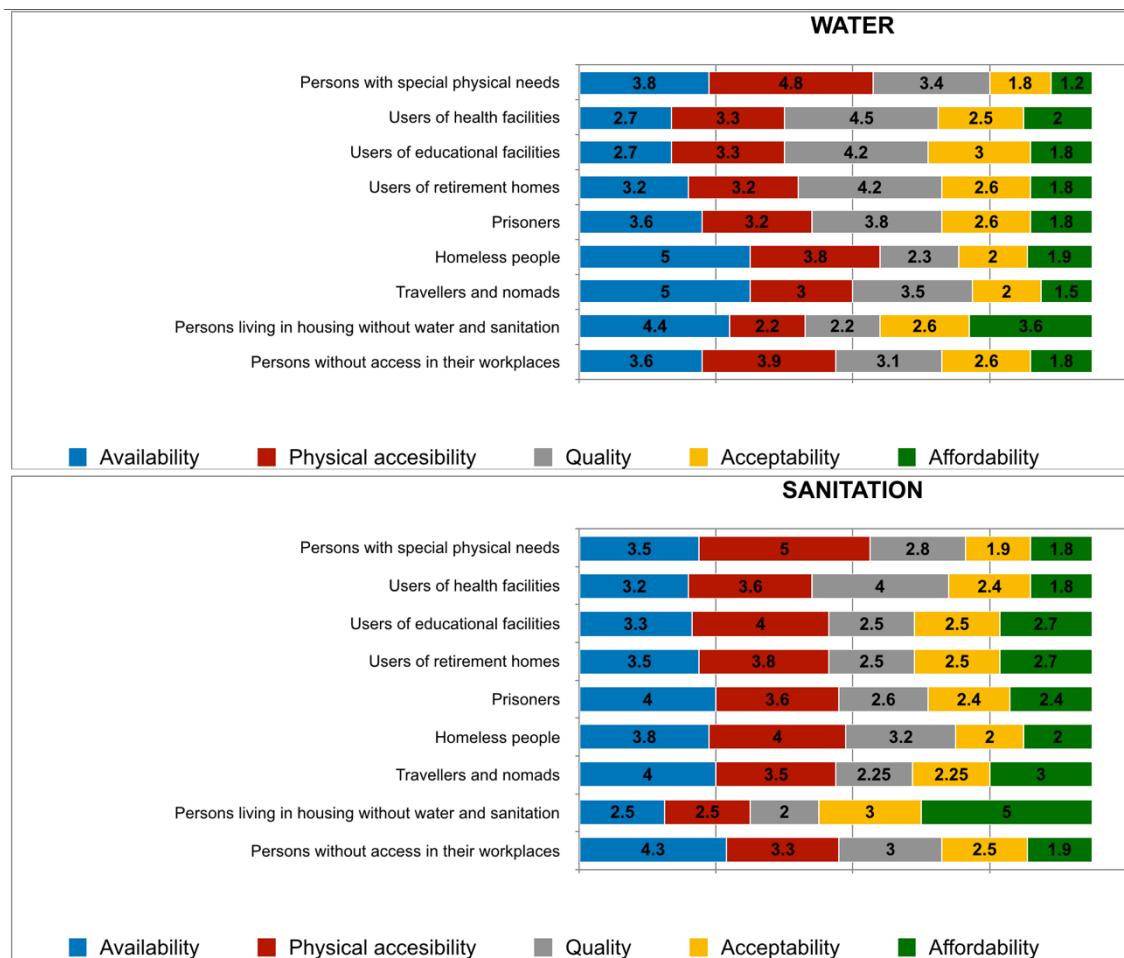 WATER
Persons with special physical needs 3.8 4.8 3.4 1.8 1.2
Users of health facilities 2.7 3.3 4.5 2.5 2
Users of educational facilities 2.7 3.3 4.2 3 1.8
Users of retirement homes 3.2 3.2 4.2 2.6 1.8
Prisoners 3.6 3.2 3.8 2.6 1.8
Homeless people 5 3.8 2.3 2 1.9
Travellers and nomads 5 3 3.5 2 1.5
Persons living in housing without water and sanitation 4.4 2.2 2.2 2.6 3.6
Persons without access in their workplaces 3.6 3.9 3.1 2.6 1.8
Availability Physical accesibility Quality Acceptability Affordability
SANITATION
Persons with special physical needs 3.5 5 2.8 1.9 1.8
Users of health facilities 3.2 3.6 4 2.4 1.8
Users of educational facilities 3.3 4 2.5 2.5 2.7
Users of retirement homes 3.5 3.8 2.5 2.5 2.7
Prisoners 4 3.6 2.6 2.4 2.4
Homeless people 3.8 4 3.2 2 2
Travellers and nomads 4 3.5 2.25 2.25 3
Persons living in housing without water and sanitation 2.5 2.5 2 3 5
Persons without access in their workplaces 4.3 3.3 3 2.5 1.9
Availability Physical accesibility Quality Acceptability Affordability